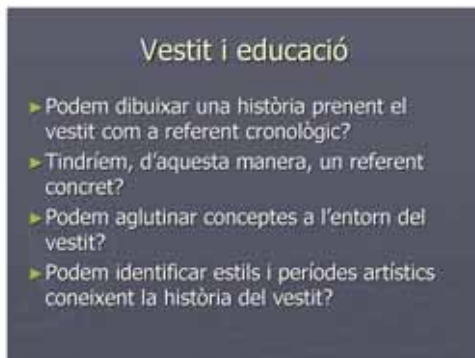 Vestit i educació
►Podem dibuixar una història prenent el
vestit com a referent cronològic?
►Tindríem, d'aquesta manera, un referent
concret?
►Podem aglutinar conceptes a l'entorn del
vestit?
►Podem identificar estils i períodes artístics
coneixent la història del vestit?